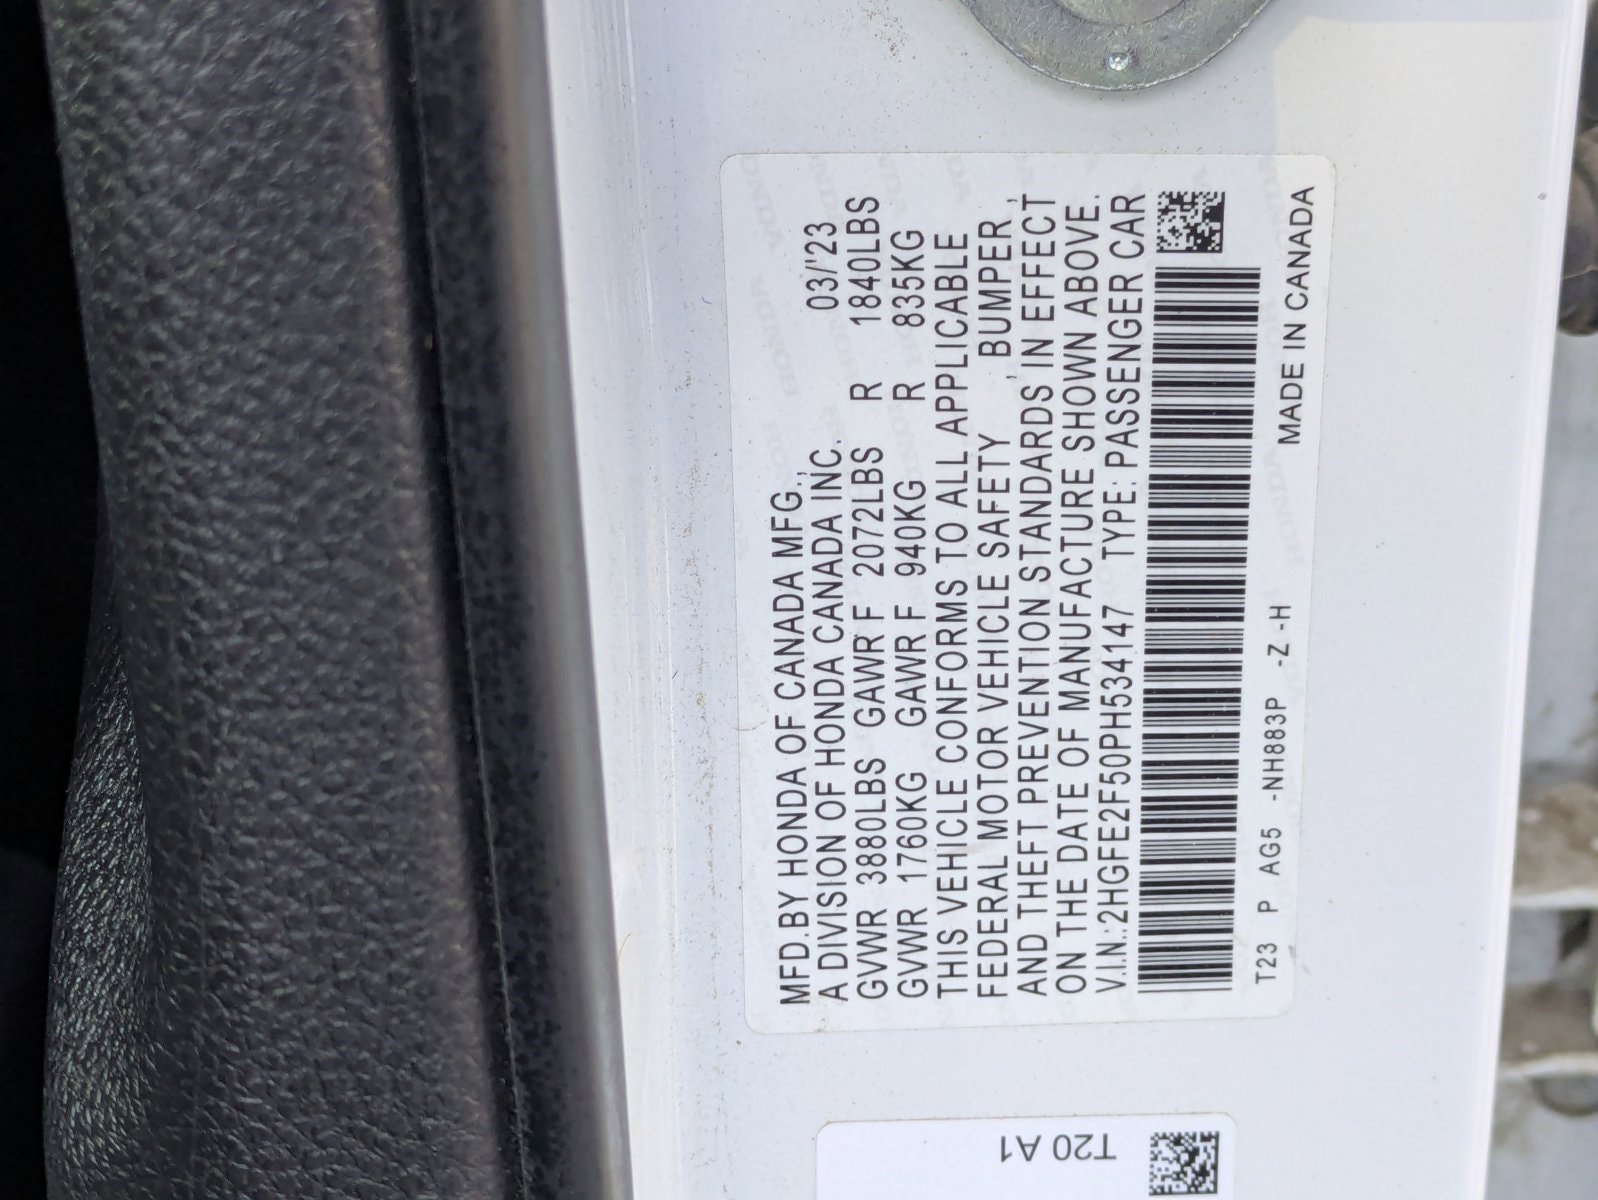 MFD.BY HONDA OF CANADA MFG.,
A DIVISION OF HONDA CANADA INC. 03/'23
GVWR 3880LBS GAWR F 2072LBS R 1840LBS
GVWR 1760KG GAWR F 940KG R 835KG
THIS VEHICLE CONFORMS TO ALL APPLICABLE
FEDERAL MOTOR VEHICLE SAFETY , BUMPER ,
AND THEFT PREVENTION STANDARDS IN EFFECT
ON THE DATE OF MANUFACTURE SHOWN ABOVE.
V.I.N.:2HGFE2F50PH534147 TYPE: PASSENGER CAR
T23 P AG5 -NH883P -Z -H
MADE IN CANADA
T20 A1